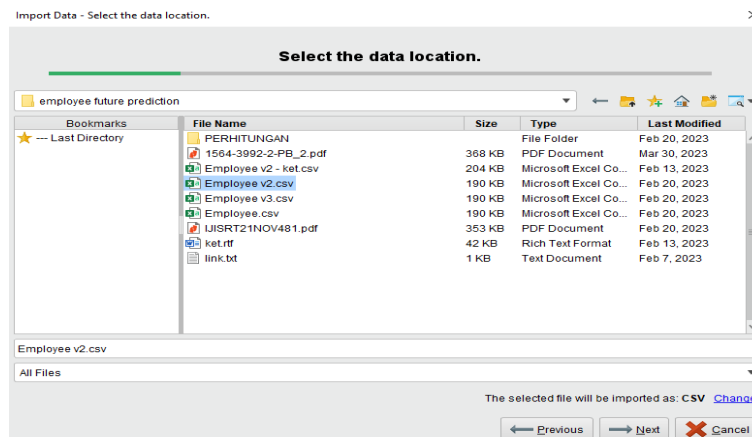 Import Data - Select the data location.
Select the data location.
employee future prediction
Bookmarks File Name Size Type Last Modified
--- Last Directory
PERHITUNGAN File Folder Feb 20, 2023
1564-3992-2-PB_2.pdf 368 KB PDF Document Mar 30, 2023
Employee v2 - ket.csv 204 KB Microsoft Excel Co... Feb 13, 2023
Employee v2.csv 190 KB Microsoft Excel Co... Feb 20, 2023
Employee v3.csv 190 KB Microsoft Excel Co... Feb 20, 2023
Employee.csv 190 KB Microsoft Excel Co... Feb 20, 2023
IJISRT21NOV481.pdf 353 KB PDF Document Feb 20, 2023
ket.rtf 42 KB Rich Text Format Feb 13, 2023
link.txt 1 KB Text Document Feb 7, 2023
Employee v2.csv
All Files
The selected file will be imported as: CSV Change
Previous Next Cancel